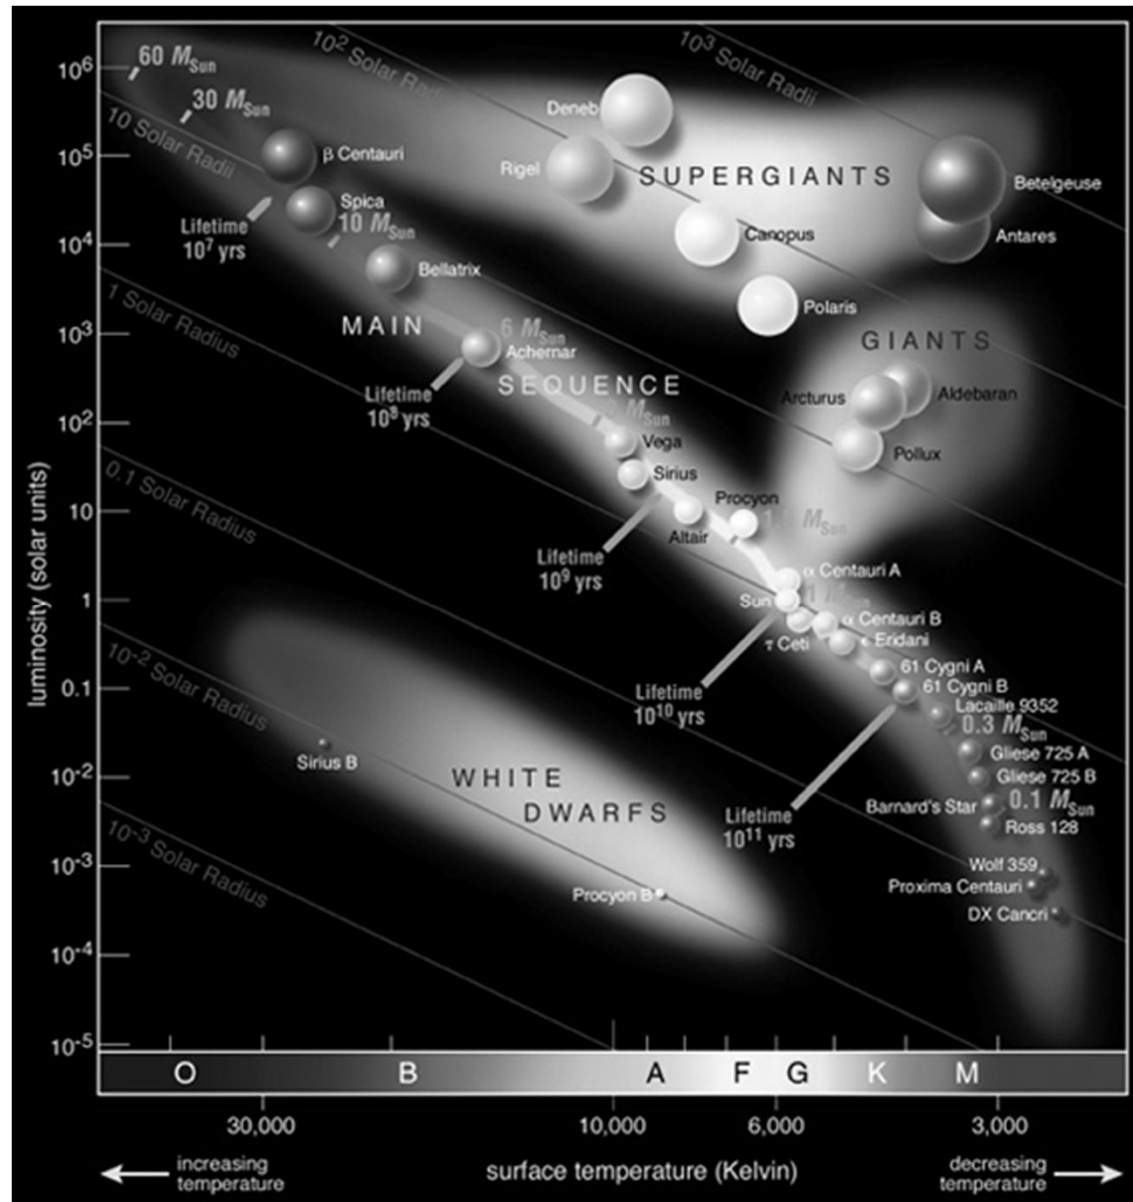 10² Solar Radii
10³ Solar Radii
60 M_Sun
30 M_Sun
10 Solar Radii
Deneb
β Centauri
Rigel
SUPERGIANTS
Betelgeuse
Spica
10 M_Sun
Lifetime
10⁷ yrs
Canopus
Antares
Bellatrix
1 Solar Radius
Polaris
MAIN
6 M_Sun
Achernar
GIANTS
SEQUENCE
Lifetime
10⁸ yrs
M_Sun
Arcturus
Aldebaran
Vega
Pollux
0.1 Solar Radius
Sirius
Procyon
M_Sun
Altair
Lifetime
10⁹ yrs
α Centauri A
Sun
1
α Centauri B
τ Ceti
ε Eridani
10⁻² Solar Radius
61 Cygni A
61 Cygni B
Lifetime
10¹⁰ yrs
Lacaille 9352
0.3 M_Sun
Gliese 725 A
Sirius B
WHITE
DWARFS
Gliese 725 B
0.1 M_Sun
Barnard's Star
Lifetime
10¹¹ yrs
Ross 128
10⁻³ Solar Radius
Wolf 359
Proxima Centauri
Procyon B
DX Cancri
luminosity (solar units)
10⁶
10⁵
10⁴
10³
10²
10
1
0.1
10⁻²
10⁻³
10⁻⁴
10⁻⁵
O B A F G K M
30,000 10,000 6,000 3,000
increasing
temperature
surface temperature (Kelvin)
decreasing
temperature